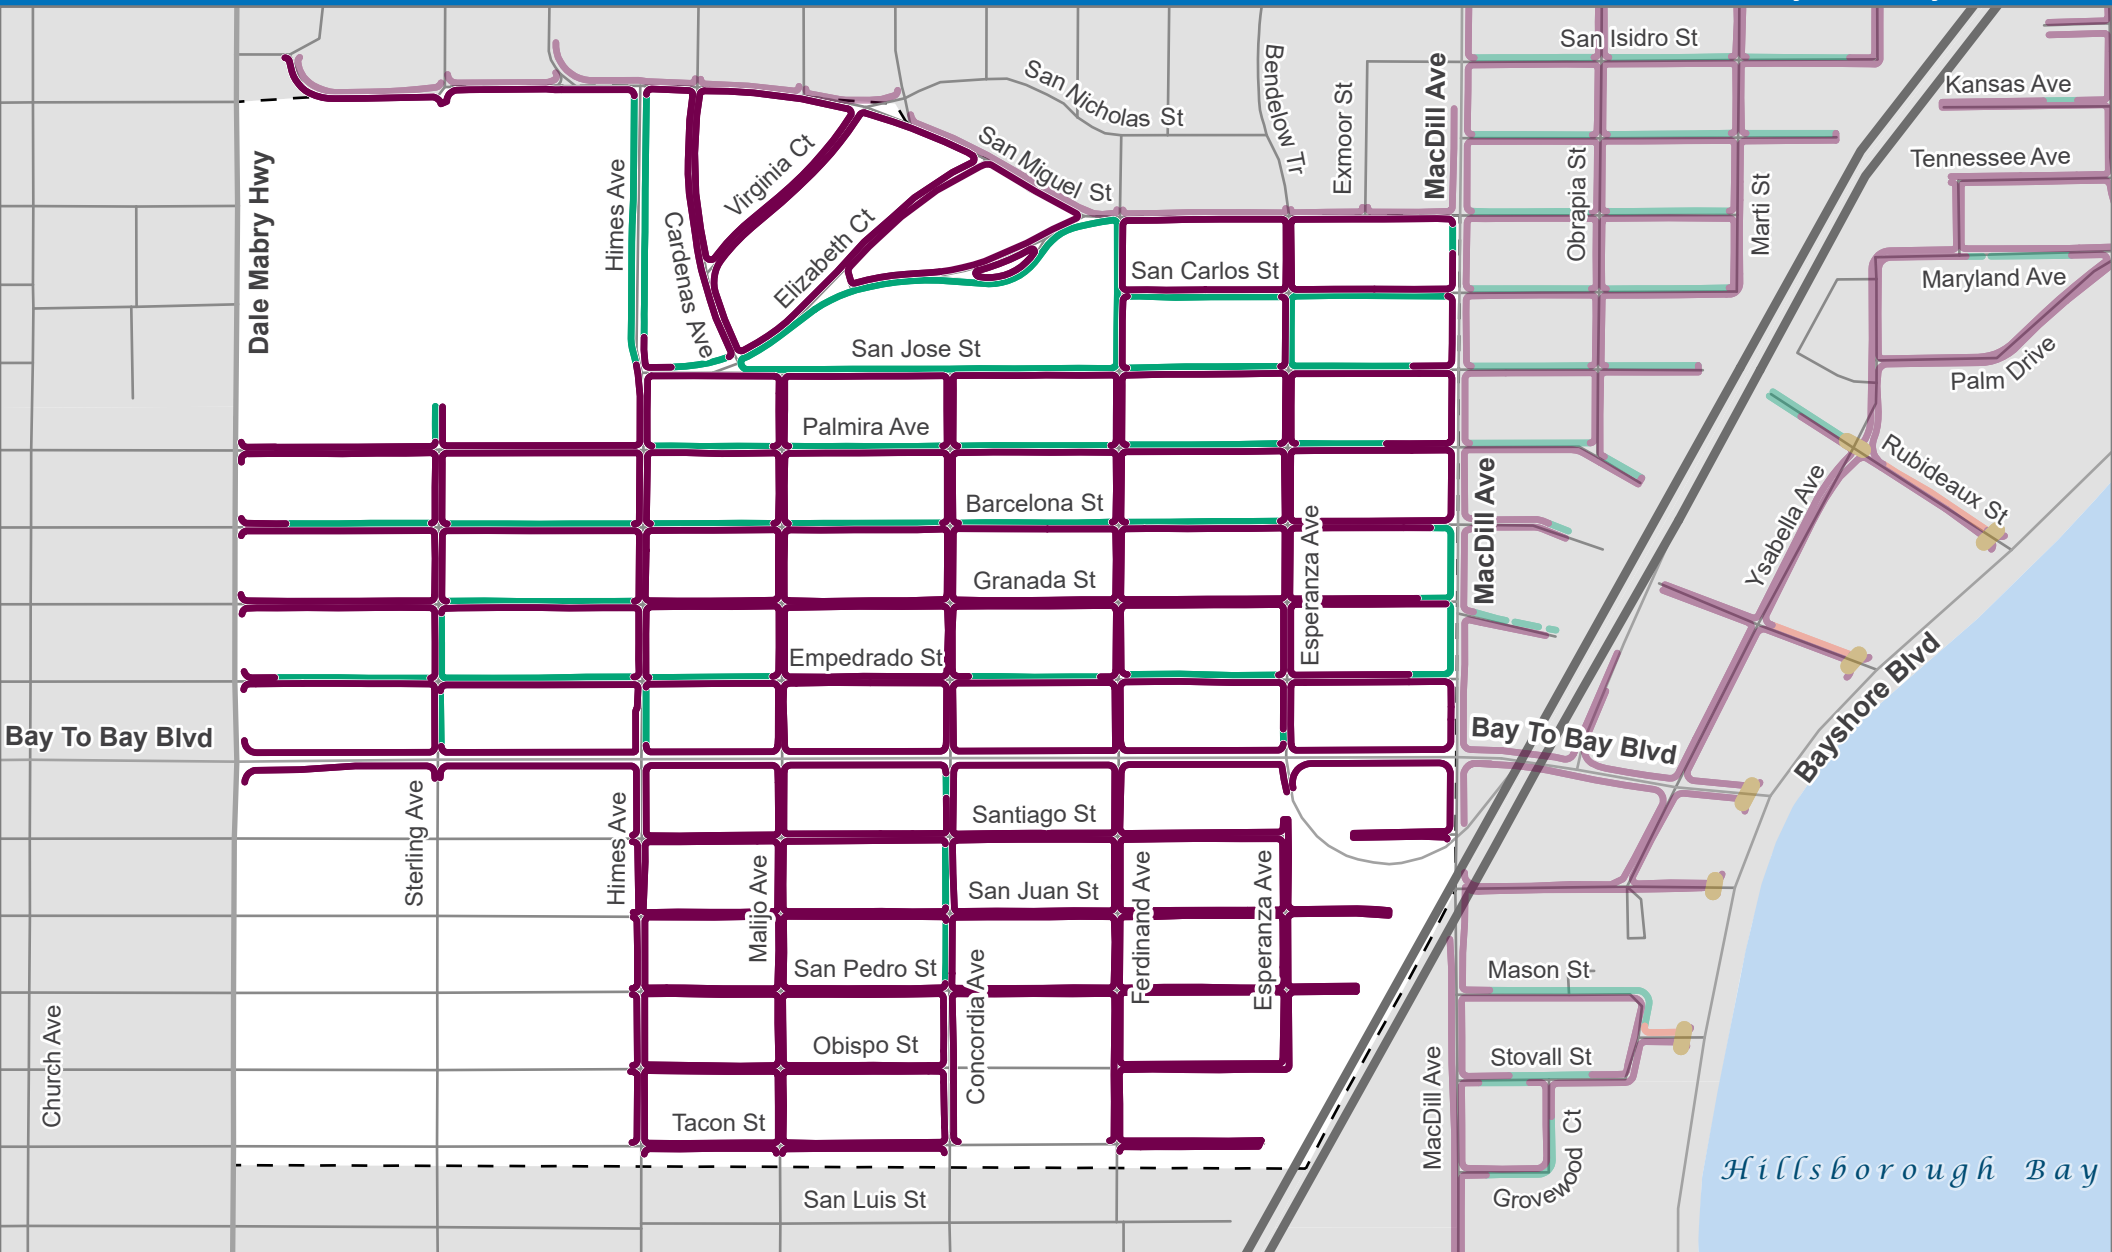 San Isidro St
Kansas Ave
Tennessee Ave
Maryland Ave
Palm Drive
San Nicholas St
Bendelow Tr
Exmoor St
MacDill Ave
San Miguel St
Obrapia St
Marti St
Dale Mabry Hwy
Himes Ave
Cardenas Ave
Virginia Ct
Elizabeth Ct
San Carlos St
San Jose St
Palmira Ave
Barcelona St
Granada St
Empedrado St
Esperanza Ave
MacDill Ave
Rubideaux St
Ysabella Ave
Bayshore Blvd
Bay To Bay Blvd
Bay To Bay Blvd
Sterling Ave
Himes Ave
Malijo Ave
Santiago St
San Juan St
San Pedro St
Concordia Ave
Ferdinand Ave
Esperanza Ave
Obispo St
Tacon St
San Luis St
Church Ave
MacDill Ave
Mason St
Stovall St
Grovewood Ct
Hillsborough Bay